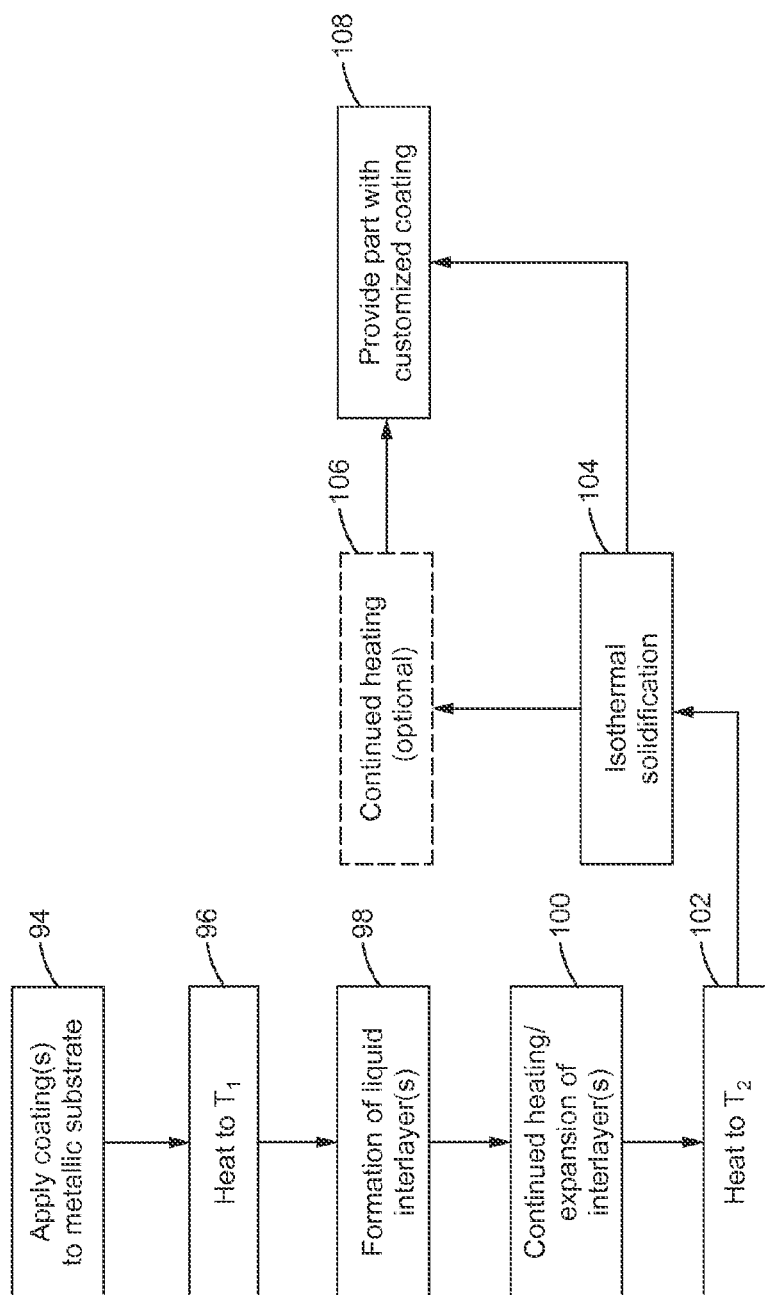 94
Apply coating(s)
to metallic substrate
96
Heat to T₁
98
Formation of liquid
interlayer(s)
100
Continued heating/
expansion of
interlayer(s)
102
Heat to T₂
104
Isothermal
solidification
106
Continued heating
(optional)
108
Provide part with
customized coating